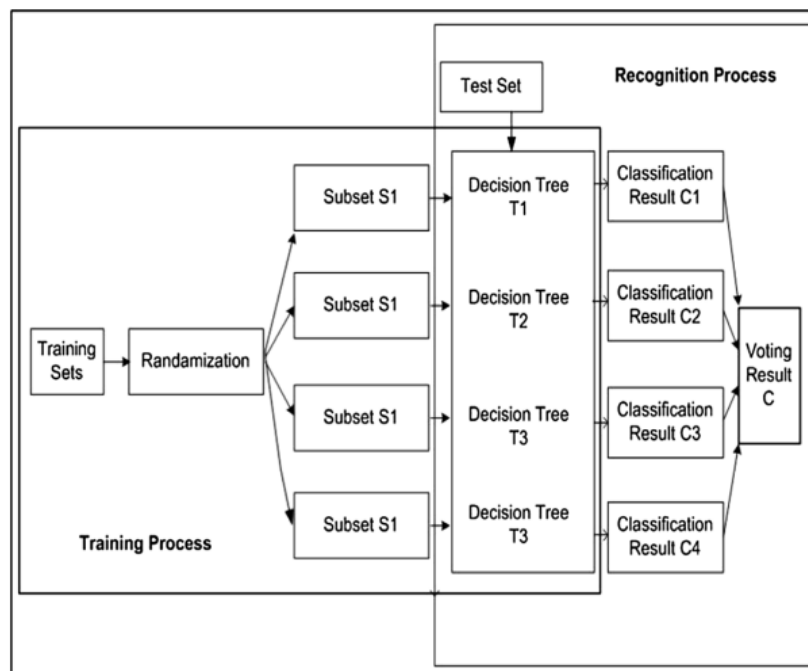 Recognition Process
Test Set
Subset S1
Decision Tree
T1
Classification
Result C1
Subset S1
Decision Tree
T2
Classification
Result C2
Training
Sets
Randamization
Voting
Result
C
Subset S1
Decision Tree
T3
Classification
Result C3
Subset S1
Decision Tree
T3
Classification
Result C4
Training Process